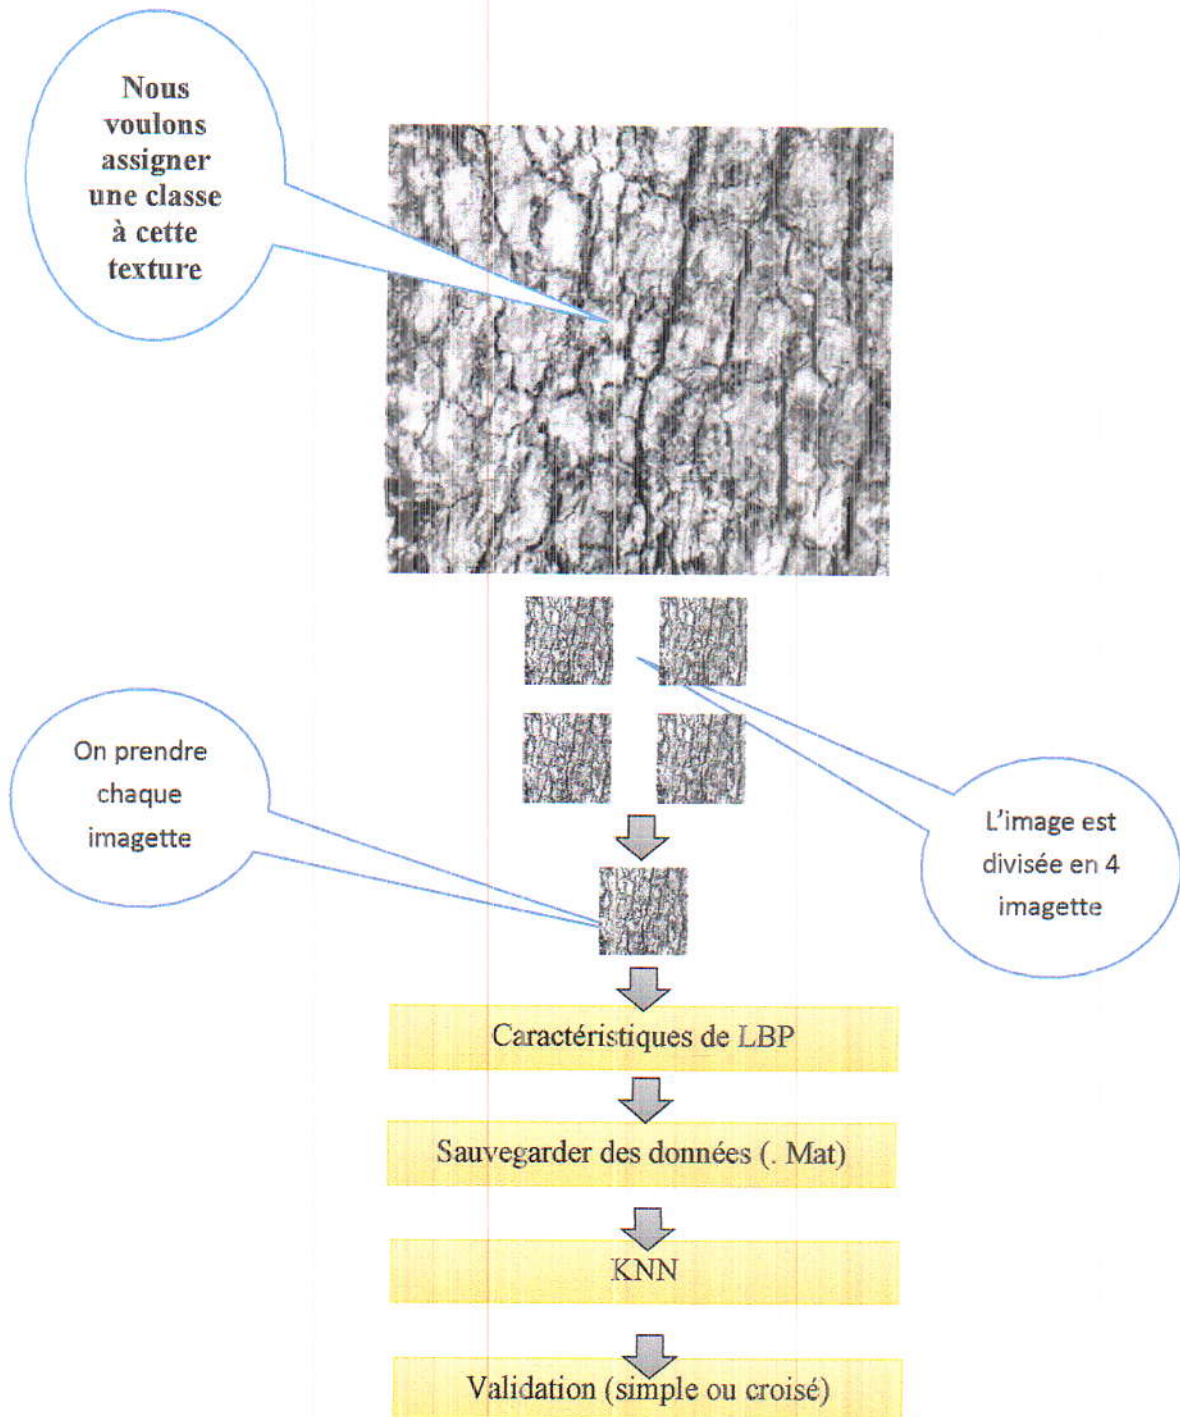 Nous
voulons
assigner
une classe
à cette
texture
On prendre
chaque
imagette
L'image est
divisée en 4
imagette
Caractéristiques de LBP
Sauvegarder des données (. Mat)
KNN
Validation (simple ou croisé)